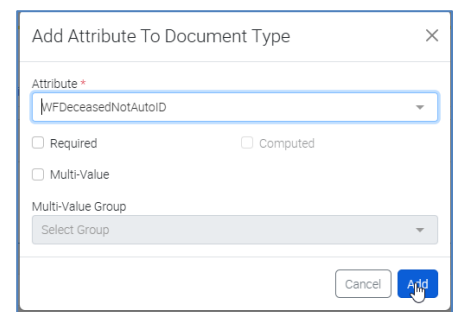 Add Attribute To Document Type
Attribute *
WFDeceasedNotAutoID
Required
Computed
Multi-Value
Multi-Value Group
Select Group
Cancel
Add